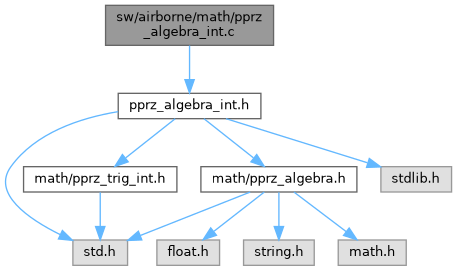 sw/airborne/math/pprz
_algebra_int.c
pprz_algebra_int.h
math/pprz_trig_int.h
math/pprz_algebra.h
stdlib.h
std.h
float.h
string.h
math.h